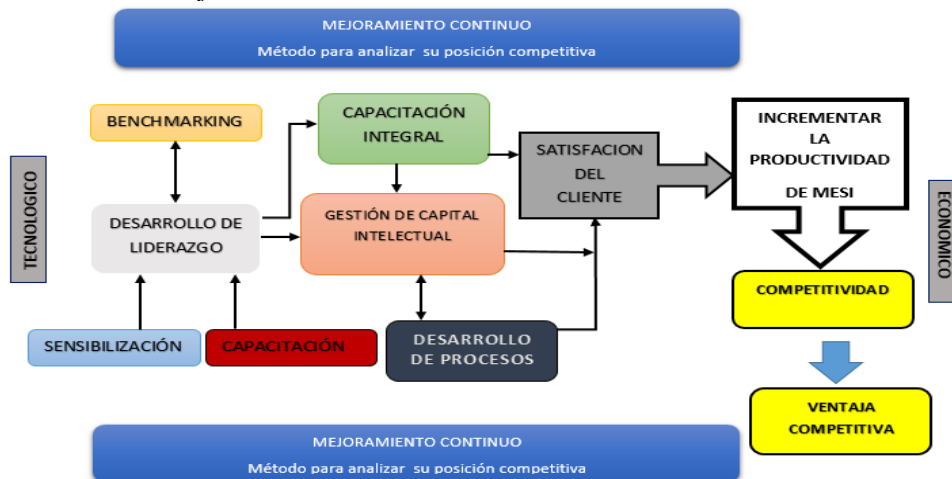 MEJORAMIENTO CONTINUO
Método para analizar su posición competitiva
BENCHMARKING
CAPACITACIÓN
INTEGRAL
INCREMENTAR
LA
PRODUCTIVIDAD
DE MESI
SATISFACION
DEL
CLIENTE
TECNOLOGICO
DESARROLLO DE
LIDERAZGO
GESTIÓN DE CAPITAL
INTELECTUAL
ECONOMICO
COMPETITIVIDAD
SENSIBILIZACIÓN
CAPACITACIÓN
DESARROLLO
DE PROCESOS
VENTAJA
COMPETITIVA
MEJORAMIENTO CONTINUO
Método para analizar su posición competitiva